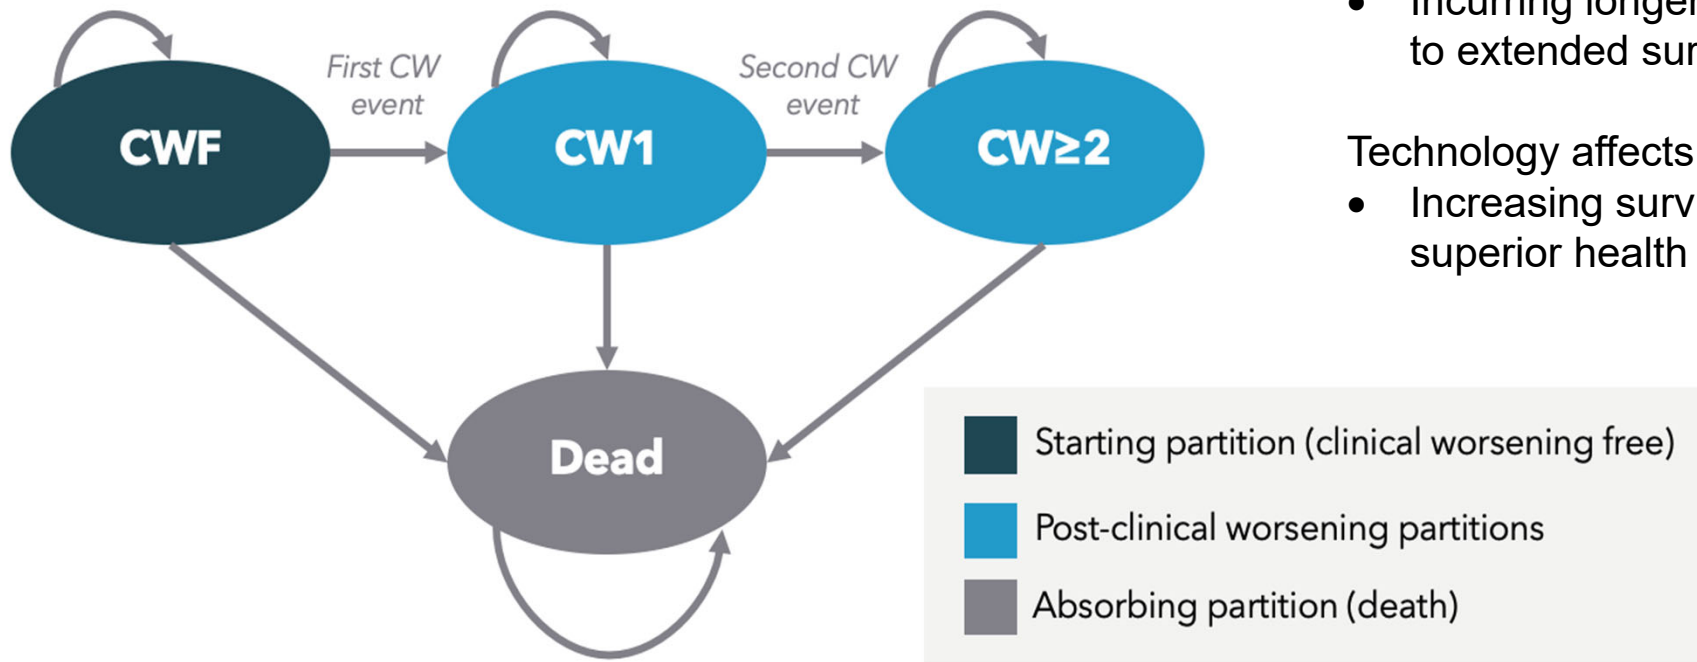 First CW
event
Second CW
event
CWF
CW1
CW≥2
Dead
to extended sur
Technology affects
• Increasing surv
superior health
Starting partition (clinical worsening free)
Post-clinical worsening partitions
Absorbing partition (death)